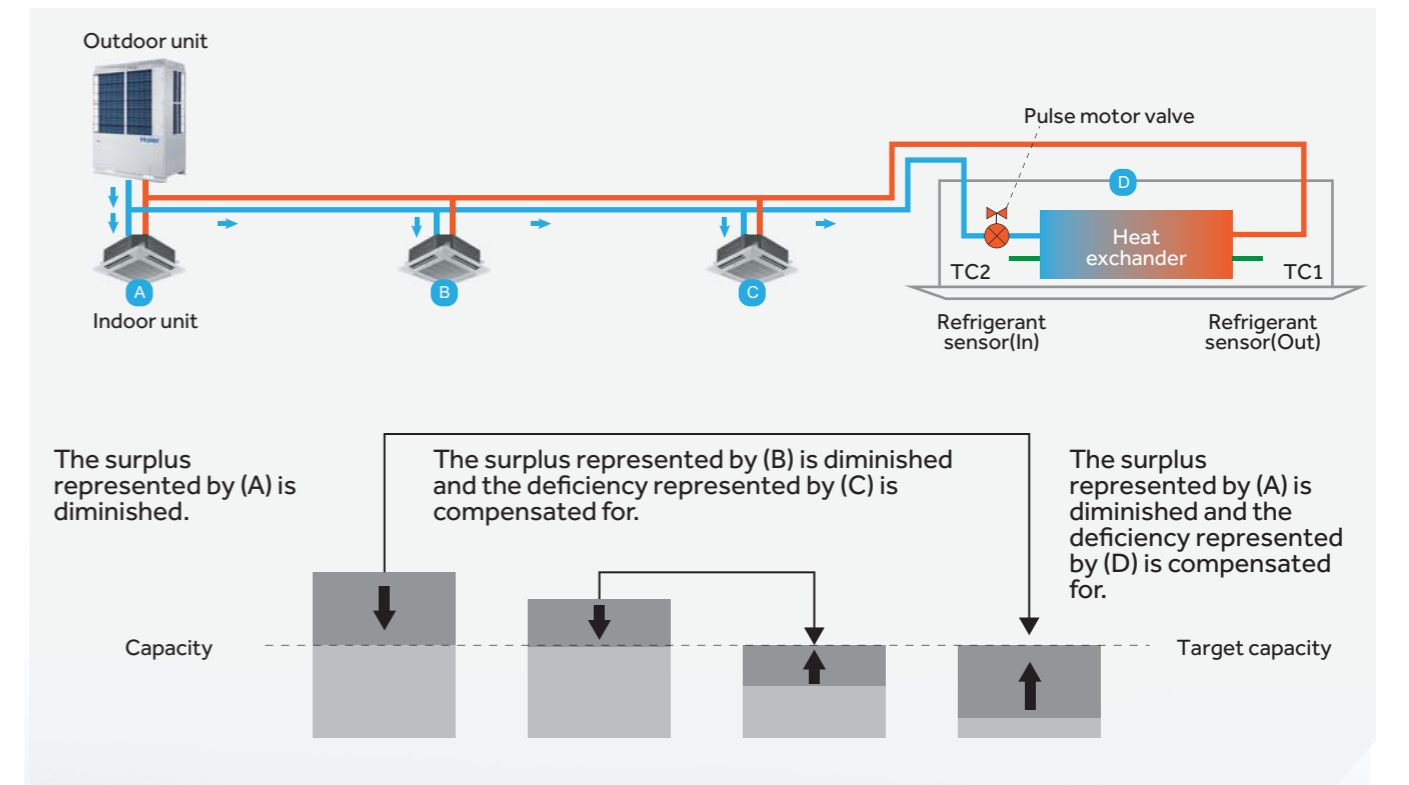 Outdoor unit
Haier
Pulse motor valve
D
Heat
exchander
TC2
TC1
A
B
C
Indoor unit
Refrigerant
sensor(In)
Refrigerant
sensor(Out)
The surplus
represented by (A) is
diminished.
The surplus represented by (B) is diminished
and the deficiency represented by (C) is
compensated for.
The surplus
represented by (A) is
diminished and the
deficiency represented
by (D) is compensated
for.
Capacity
Target capacity